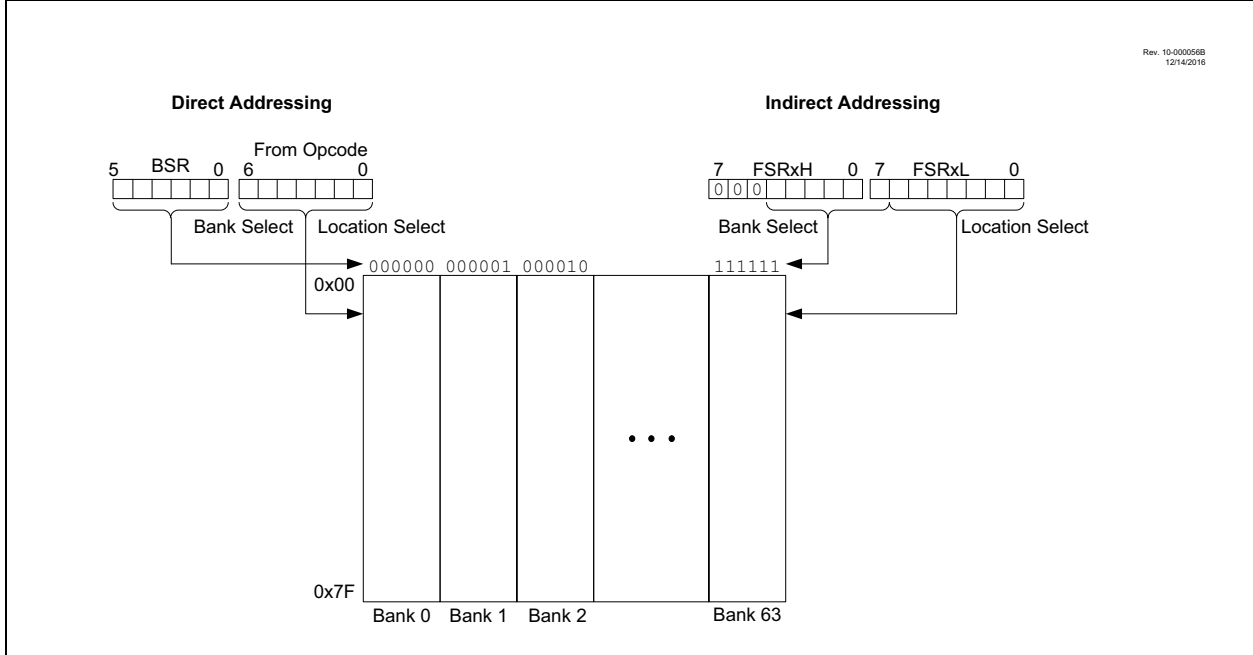 Rev. 10-000056B
12/14/2016
Direct Addressing
Indirect Addressing
From Opcode
5 BSR 0 6 0
7 FSRxH 0 7 FSRxL 0
0 0 0
Bank Select Location Select
Bank Select Location Select
000000 000001 000010 111111
0x00
0x7F
Bank 0 Bank 1 Bank 2 Bank 63